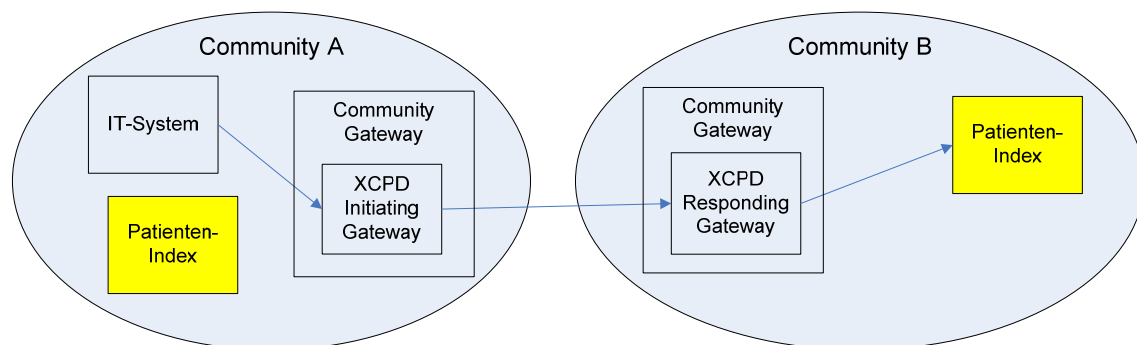 Community A
IT-System
Community
Gateway
XCPD
Initiating
Gateway
Patienten-
Index
Community B
Community
Gateway
XCPD
Responding
Gateway
Patienten-
Index